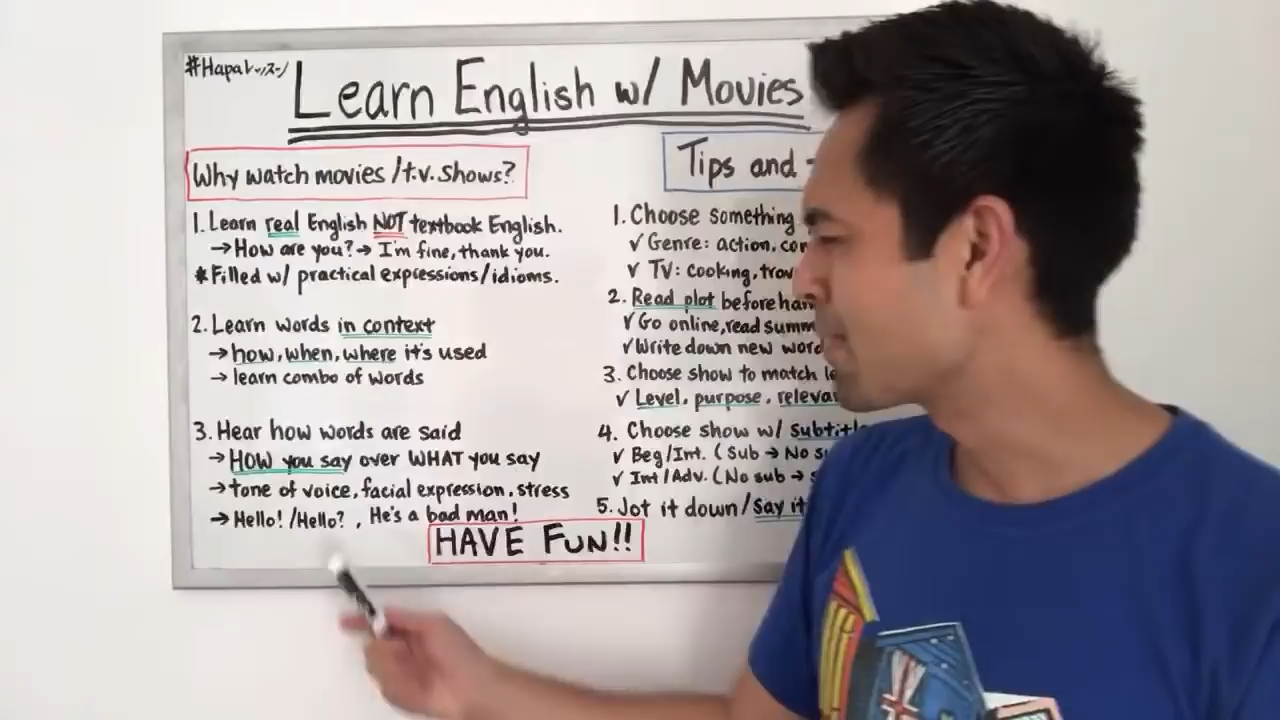 #Hapaレッスン
Learn English w/ Movies
Why watch movies/t.v. shows?
1. Learn real English NOT textbook English.
→How are you?→ I'm fine, thank you.
*Filled w/ practical expressions/idioms.
2. Learn words in context
→how, when, where it's used
→ learn combo of words
3. Hear how words are said
→HOW you say over WHAT you say
→tone of voice, facial expression, stress
→Hello! /Hello? , He's a bad man!
HAVE FUN!!
Tips and
1. Choose something
✓ Genre: action,
✓ TV: cooking,
2. Read plot before
✓Go online, read
✓Write down new
3. Choose show to match
✓ Level, purpose,
4. Choose show w/
✓ Beg/Int. (Sub → No
✓ Int/Adv. (No sub →
5. Jot it down/Say it